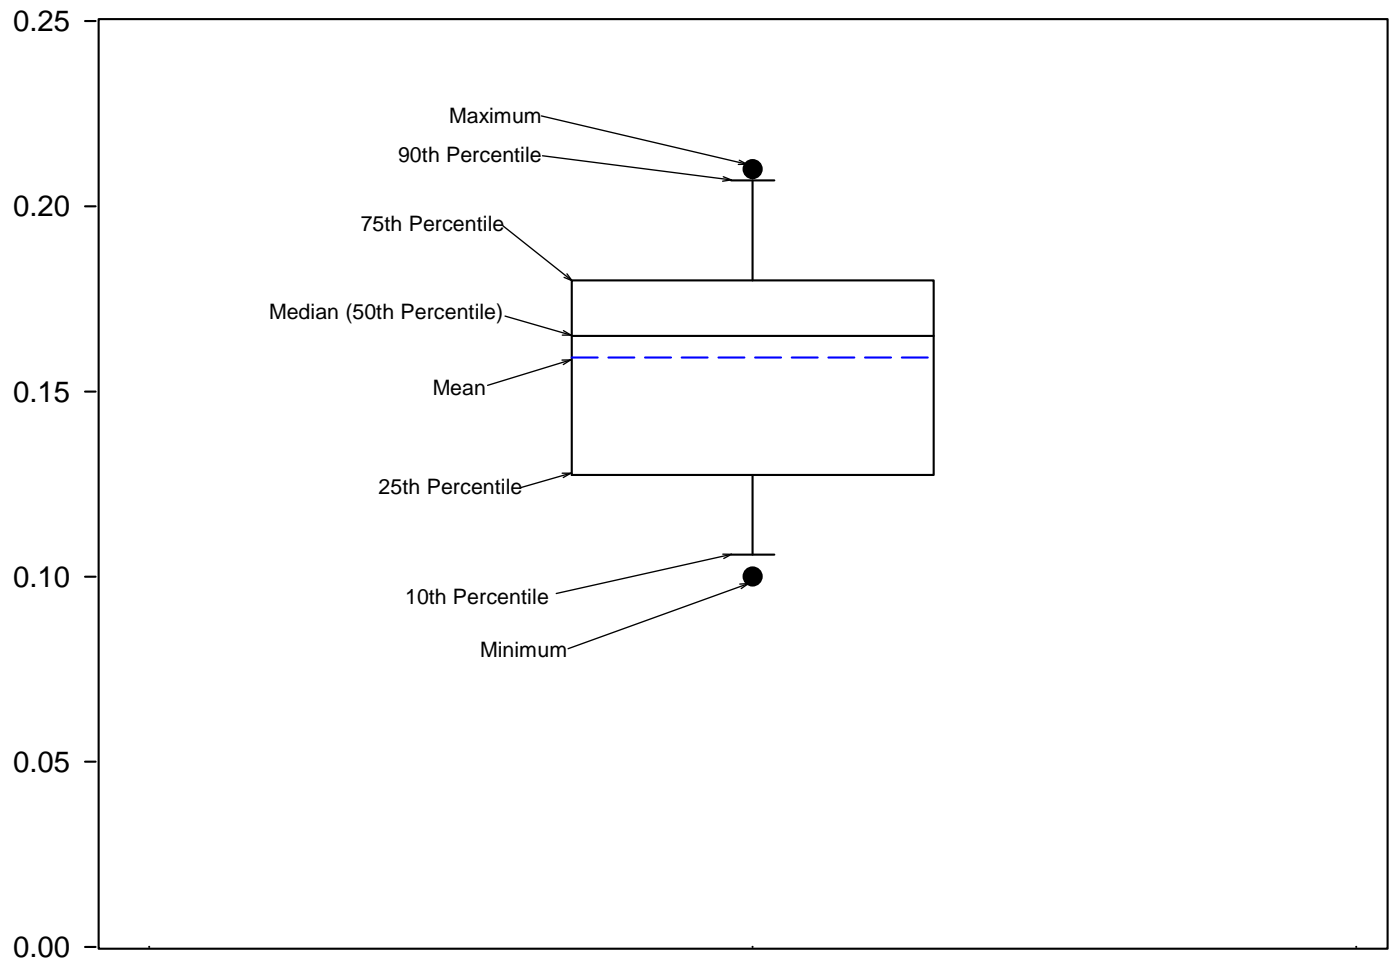 0.25
Maximum
90th Percentile
75th Percentile
0.20
Median (50th Percentile)
Mean
0.15
25th Percentile
0.10
10th Percentile
Minimum
0.05
0.00